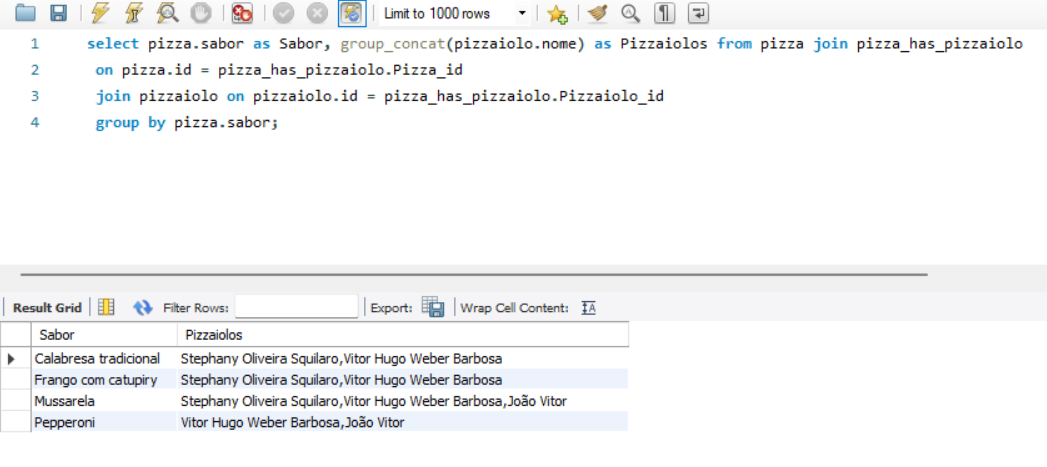 Limit to 1000 rows
1 select pizza.sabor as Sabor, group_concat(pizzaiolo.nome) as Pizzaiolos from pizza join pizza_has_pizzaiolo
2 on pizza.id = pizza_has_pizzaiolo.Pizza_id
3 join pizzaiolo on pizzaiolo.id = pizza_has_pizzaiolo.Pizzaiolo_id
4 group by pizza.sabor;
Result Grid Filter Rows: Export: Wrap Cell Content: IA
Sabor Pizzaiolos
Calabresa tradicional Stephany Oliveira Squilaro,Vitor Hugo Weber Barbosa
Frango com catupiry Stephany Oliveira Squilaro,Vitor Hugo Weber Barbosa
Mussarela Stephany Oliveira Squilaro,Vitor Hugo Weber Barbosa,João Vitor
Pepperoni Vitor Hugo Weber Barbosa,João Vitor